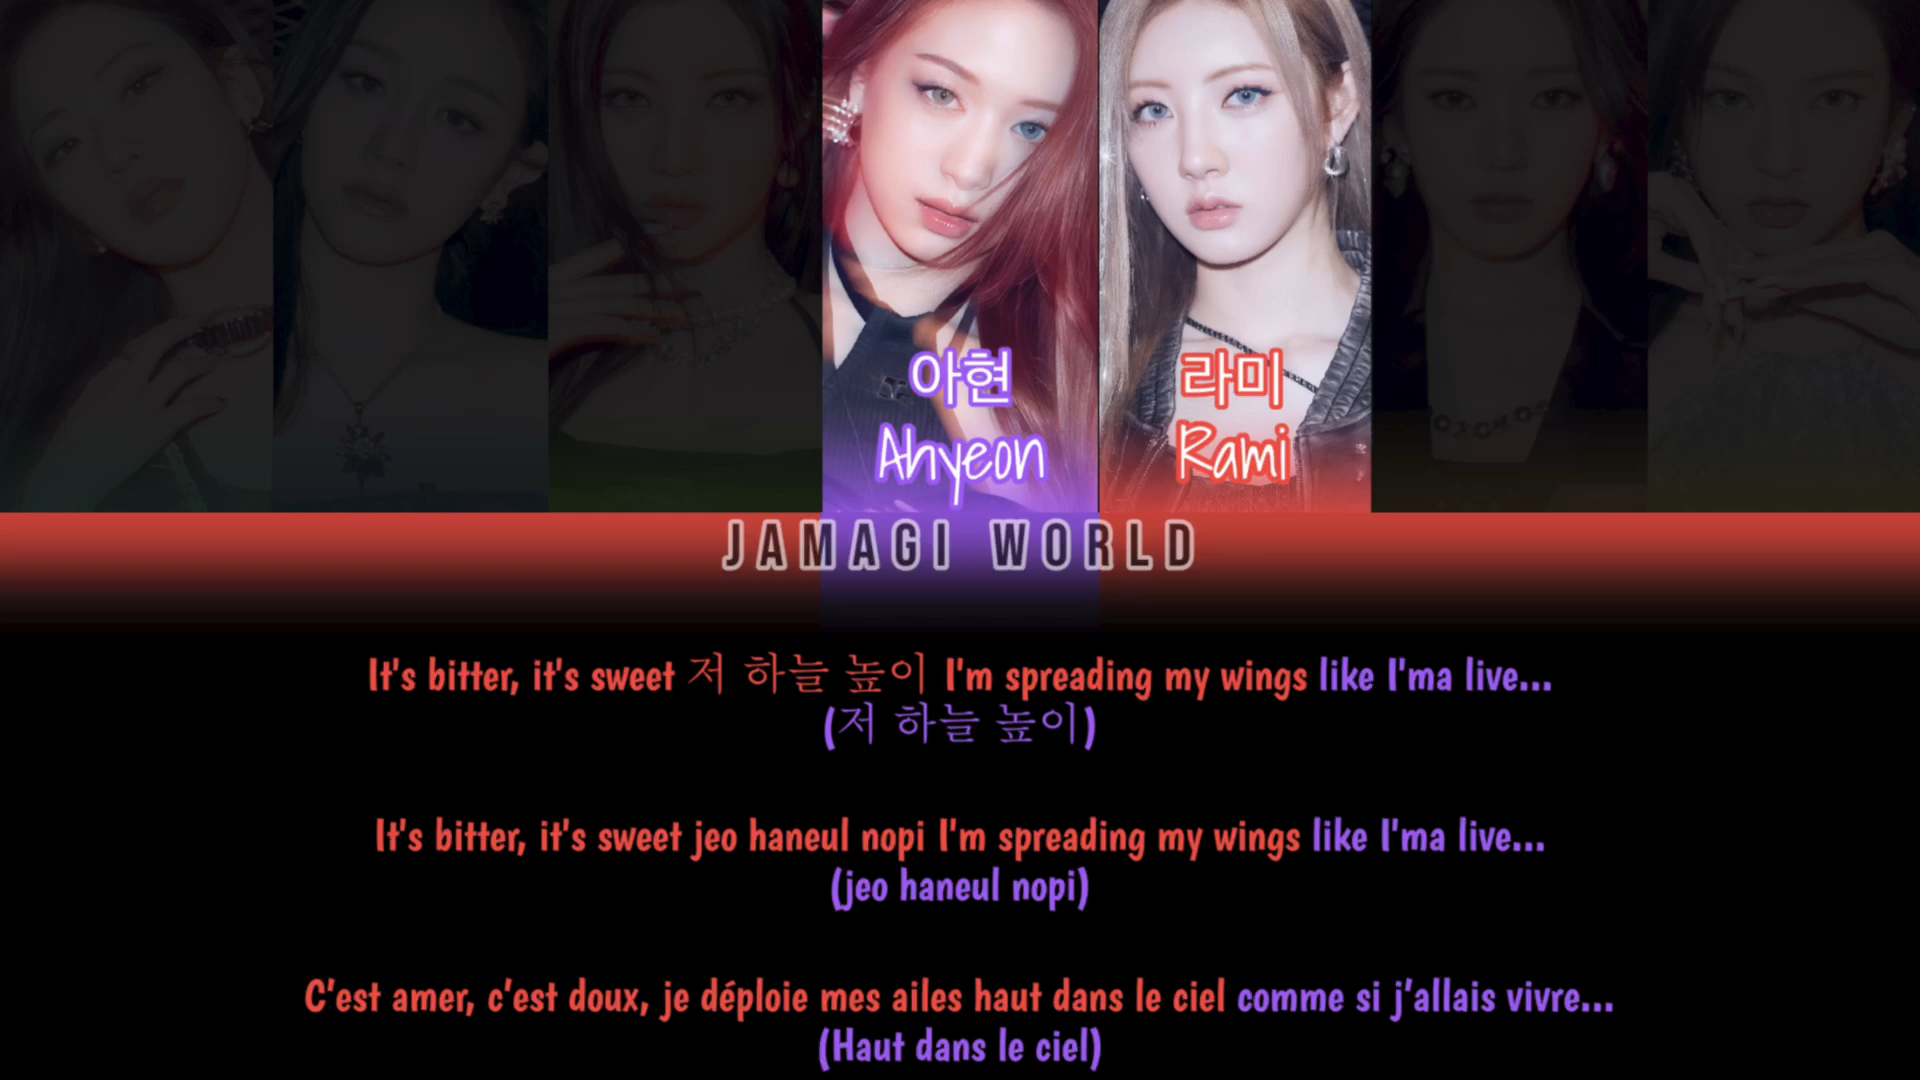 아현 라미
Ahyeon Rami
JAMAGI WORLD
It's bitter, it's sweet 저 하늘 높이 I'm spreading my wings like I'ma live...
(저 하늘 높이)
It's bitter, it's sweet jeo haneul nopi I'm spreading my wings like I'ma live...
(jeo haneul nopi)
C'est amer, c'est doux, je déploie mes ailes haut dans le ciel comme si j'allais vivre...
(Haut dans le ciel)